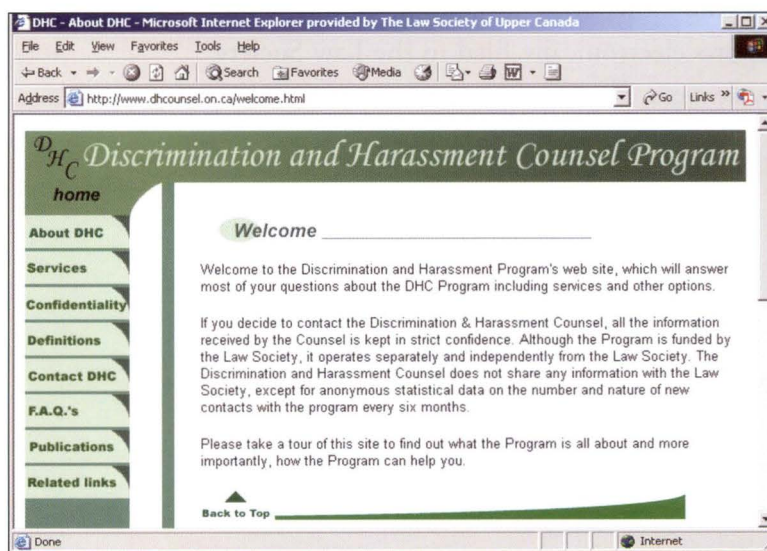 DHC - About DHC - Microsoft Internet Explorer provided by The Law Society of Upper Canada
File Edit View Favorites Tools Help
Back Search Favorites Media
Address http://www.dhcounsel.on.ca/welcome.html Go Links »
DHC Discrimination and Harassment Counsel Program
home
About DHC
Services
Confidentiality
Definitions
Contact DHC
F.A.Q.'s
Publications
Related links
Welcome
Welcome to the Discrimination and Harassment Program's web site, which will answer
most of your questions about the DHC Program including services and other options.
If you decide to contact the Discrimination & Harassment Counsel, all the information
received by the Counsel is kept in strict confidence. Although the Program is funded by
the Law Society, it operates separately and independently from the Law Society. The
Discrimination and Harassment Counsel does not share any information with the Law
Society, except for anonymous statistical data on the number and nature of new
contacts with the program every six months.
Please take a tour of this site to find out what the Program is all about and more
importantly, how the Program can help you.
Back to Top
Done Internet